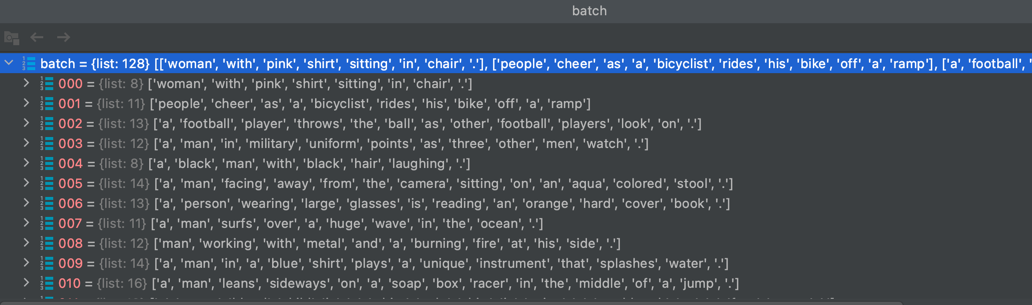 batch
batch = {list: 128} [['woman', 'with', 'pink', 'shirt', 'sitting', 'in', 'chair', '.'], ['people', 'cheer', 'as', 'a', 'bicyclist', 'rides', 'his', 'bike', 'off', 'a', 'ramp'], ['a', 'football', '
000 = {list: 8} ['woman', 'with', 'pink', 'shirt', 'sitting', 'in', 'chair', '.']
001 = {list: 11} ['people', 'cheer', 'as', 'a', 'bicyclist', 'rides', 'his', 'bike', 'off', 'a', 'ramp']
002 = {list: 13} ['a', 'football', 'player', 'throws', 'the', 'ball', 'as', 'other', 'football', 'players', 'look', 'on', '.']
003 = {list: 12} ['a', 'man', 'in', 'military', 'uniform', 'points', 'as', 'three', 'other', 'men', 'watch', '.']
004 = {list: 8} ['a', 'black', 'man', 'with', 'black', 'hair', 'laughing', '.']
005 = {list: 14} ['a', 'man', 'facing', 'away', 'from', 'the', 'camera', 'sitting', 'on', 'an', 'aqua', 'colored', 'stool', '.']
006 = {list: 13} ['a', 'person', 'wearing', 'large', 'glasses', 'is', 'reading', 'an', 'orange', 'hard', 'cover', 'book', '.']
007 = {list: 11} ['a', 'man', 'surfs', 'over', 'a', 'huge', 'wave', 'in', 'the', 'ocean', '.']
008 = {list: 12} ['man', 'working', 'with', 'metal', 'and', 'a', 'burning', 'fire', 'at', 'his', 'side', '.']
009 = {list: 14} ['a', 'man', 'in', 'a', 'blue', 'shirt', 'plays', 'a', 'unique', 'instrument', 'that', 'splashes', 'water', '.']
010 = {list: 16} ['a', 'man', 'leans', 'sideways', 'on', 'a', 'soap', 'box', 'racer', 'in', 'the', 'middle', 'of', 'a', 'jump', '.']